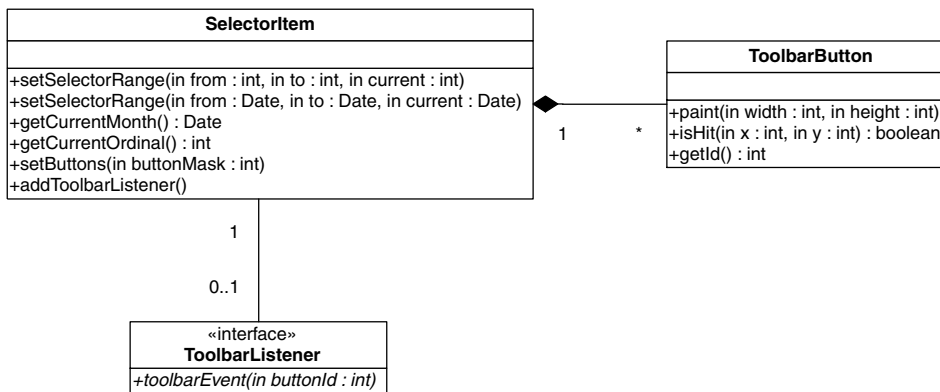 SelectorItem
+setSelectorRange(in from : int, in to : int, in current : int)
+setSelectorRange(in from : Date, in to : Date, in current : Date)
+getCurrentMonth() : Date
+getCurrentOrdinal() : int
+setButtons(in buttonMask : int)
+addToolbarListener()
ToolbarButton
+paint(in width : int, in height : int)
+isHit(in x : int, in y : int) : boolean
+getId() : int
1
*
1
0..1
«interface»
ToolbarListener
+toolbarEvent(in buttonId : int)